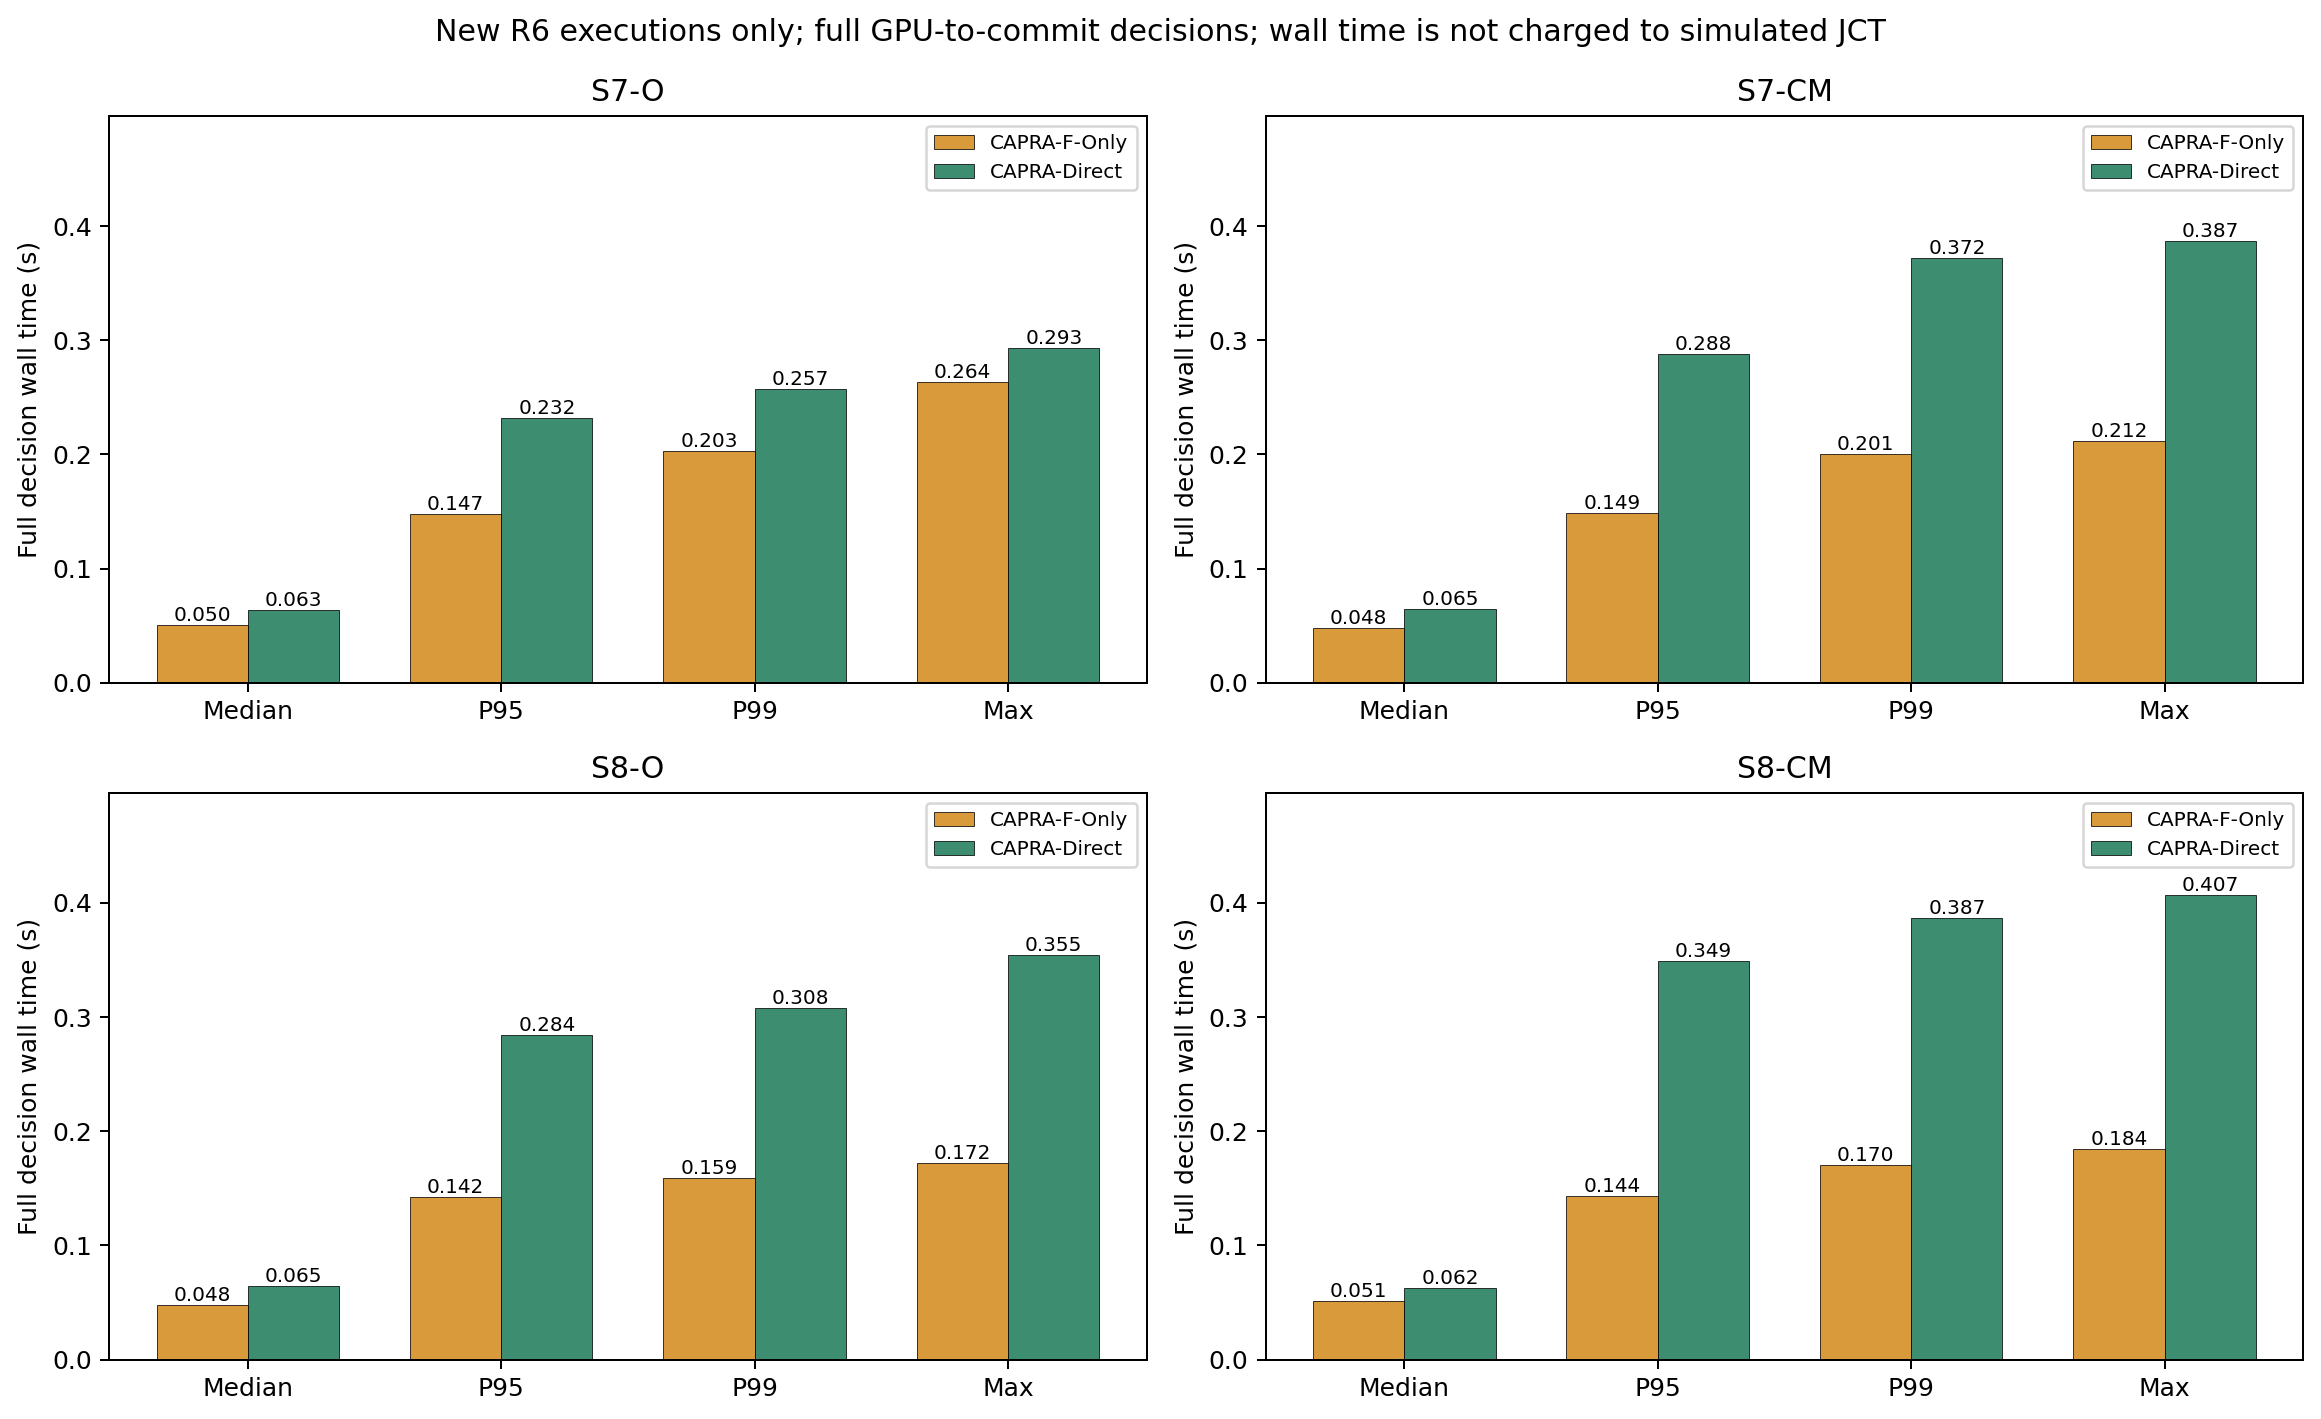 New R6 executions only; full GPU-to-commit decisions; wall time is not charged to simulated JCT
S7-O
Full decision wall time (s)
0.4
0.3
0.2
0.1
0.0
CAPRA-F-Only
CAPRA-Direct
0.050
0.063
0.147
0.232
0.203
0.257
0.264
0.293
Median
P95
P99
Max
S7-CM
Full decision wall time (s)
0.4
0.3
0.2
0.1
0.0
CAPRA-F-Only
CAPRA-Direct
0.048
0.065
0.149
0.288
0.201
0.372
0.212
0.387
Median
P95
P99
Max
S8-O
Full decision wall time (s)
0.4
0.3
0.2
0.1
0.0
CAPRA-F-Only
CAPRA-Direct
0.048
0.065
0.142
0.284
0.159
0.308
0.172
0.355
Median
P95
P99
Max
S8-CM
Full decision wall time (s)
0.4
0.3
0.2
0.1
0.0
CAPRA-F-Only
CAPRA-Direct
0.051
0.062
0.144
0.349
0.170
0.387
0.184
0.407
Median
P95
P99
Max